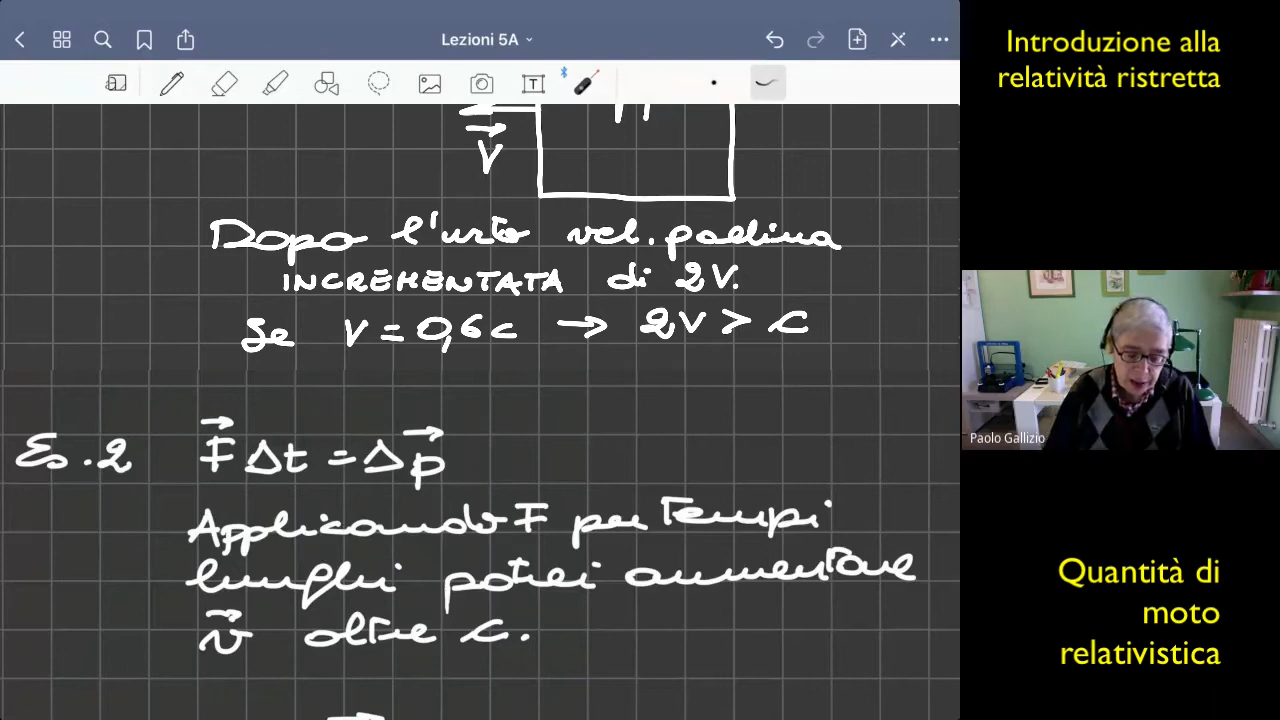 Lezioni 5A
Introduzione alla
relatività ristretta
V
Dopo l'urto vel. pallina
INCREMENTATA di 2V.
Se V = 0,6c → 2V > c
Es. 2 F Δt = Δp
Applicando F per tempi
lunghi potrei aumentare
v oltre c.
Paolo Gallizio
Quantità di
moto
relativistica